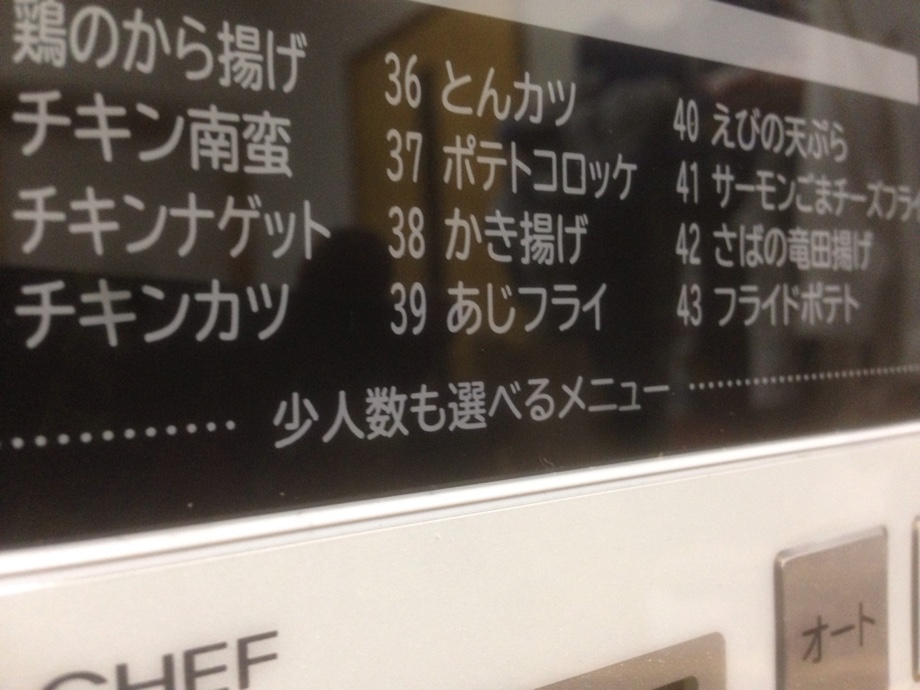 鶏のから揚げ
チキン南蛮
チキンナゲット
チキンカツ
36 とんカツ
37 ポテトコロッケ
38 かき揚げ
39 あじフライ
40 えびの天ぷら
41 サーモンごまチーズフラ
42 さばの竜田揚げ
43 フライドポテト
少人数も選べるメニュー
CHEF
オート